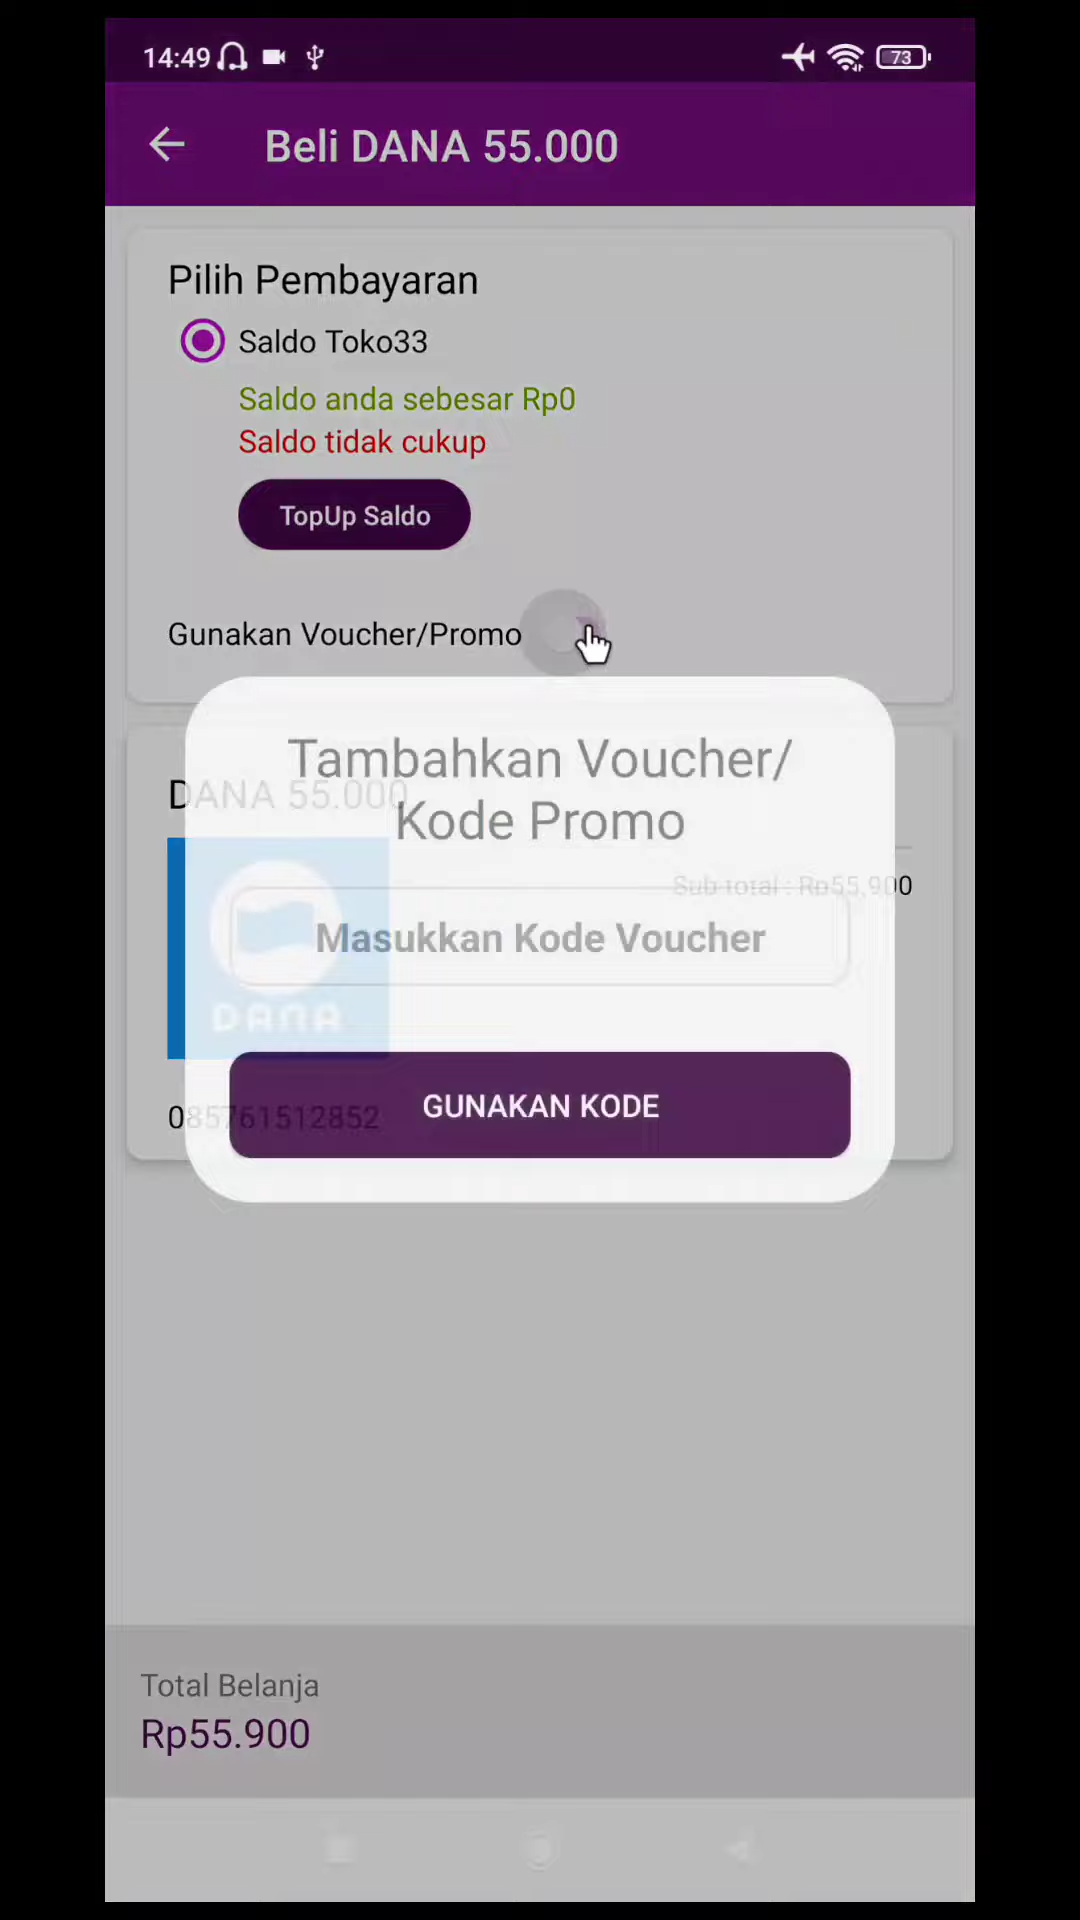 14:49
73
Beli DANA 55.000
Pilih Pembayaran
Saldo Toko33
Saldo anda sebesar Rp0
Saldo tidak cukup
TopUp Saldo
Gunakan Voucher/Promo
Tambahkan Voucher/
Kode Promo
DANA 55.000
Sub total : Rp55.900
Masukkan Kode Voucher
DANA
GUNAKAN KODE
085761512852
Total Belanja
Rp55.900